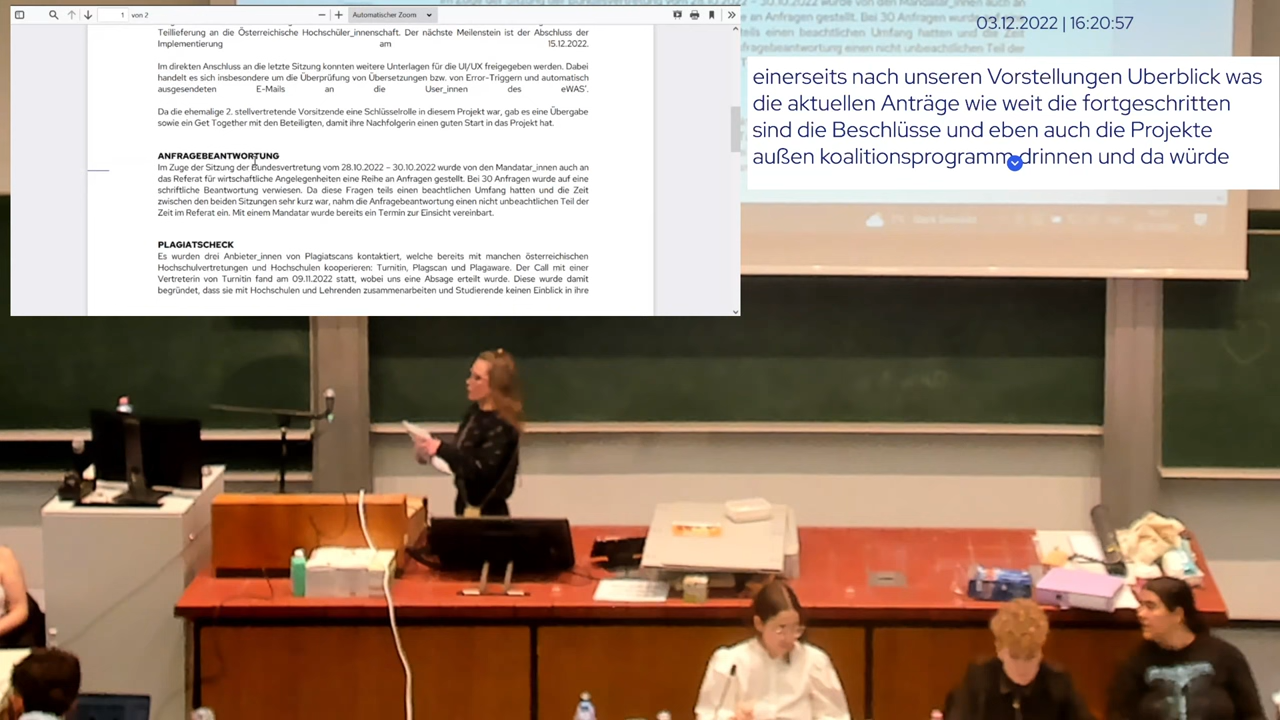 1 von 2 Automatischer Zoom
Teillieferung an die Österreichische Hochschüler_innenschaft. Der nächste Meilenstein ist der Abschluss der
Implementierung am 15.12.2022.
Im direkten Anschluss an die letzte Sitzung konnten weitere Unterlagen für die UI/UX freigegeben werden. Dabei
handelt es sich insbesondere um die Überprüfung von Übersetzungen bzw. von Error-Triggern und automatisch
ausgesendeten E-Mails an die User_innen des eWAS'.
Da die ehemalige 2. stellvertretende Vorsitzende eine Schlüsselrolle in diesem Projekt war, gab es eine Übergabe
sowie ein Get Together mit den Beteiligten, damit ihre Nachfolgerin einen guten Start in das Projekt hat.
ANFRAGEBEANTWORTUNG
Im Zuge der Sitzung der Bundesvertretung vom 28.10.2022 – 30.10.2022 wurde von den Mandatar_innen auch an
das Referat für wirtschaftliche Angelegenheiten eine Reihe an Anfragen gestellt. Bei 30 Anfragen wurde auf eine
schriftliche Beantwortung verwiesen. Da diese Fragen teils einen beachtlichen Umfang hatten und die Zeit
zwischen den beiden Sitzungen sehr kurz war, nahm die Anfragebeantwortung einen nicht unbeachtlichen Teil der
Zeit im Referat ein. Mit einem Mandatar wurde bereits ein Termin zur Einsicht vereinbart.
PLAGIATSCHECK
Es wurden drei Anbieter_innen von Plagiatscans kontaktiert, welche bereits mit manchen österreichischen
Hochschulvertretungen und Hochschulen kooperieren: Turnitin, Plagscan und Plagaware. Der Call mit einer
Vertreterin von Turnitin fand am 09.11.2022 statt, wobei uns eine Absage erteilt wurde. Diese wurde damit
begründet, dass sie mit Hochschulen und Lehrenden zusammenarbeiten und Studierende keinen Einblick in ihre
03.12.2022 | 16:20:57
einerseits nach unseren Vorstellungen Überblick was
die aktuellen Anträge wie weit die fortgeschritten
sind die Beschlüsse und eben auch die Projekte
außen koalitionsprogramm drinnen und da würde